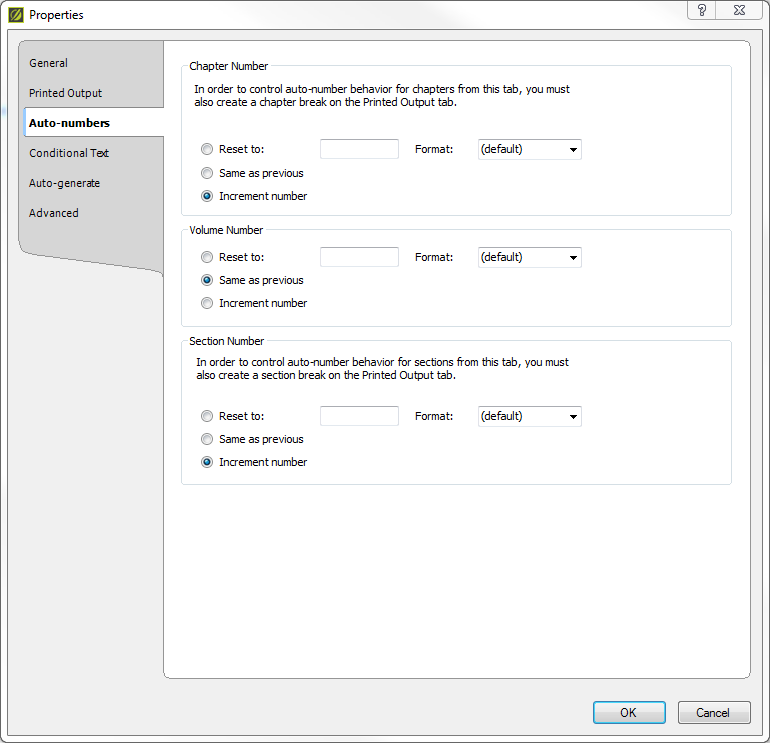 Properties
General
Printed Output
Auto-numbers
Conditional Text
Auto-generate
Advanced
Chapter Number
In order to control auto-number behavior for chapters from this tab, you must
also create a chapter break on the Printed Output tab.
Reset to: Format: (default)
Same as previous
Increment number
Volume Number
Reset to: Format: (default)
Same as previous
Increment number
Section Number
In order to control auto-number behavior for sections from this tab, you must
also create a section break on the Printed Output tab.
Reset to: Format: (default)
Same as previous
Increment number
OK Cancel